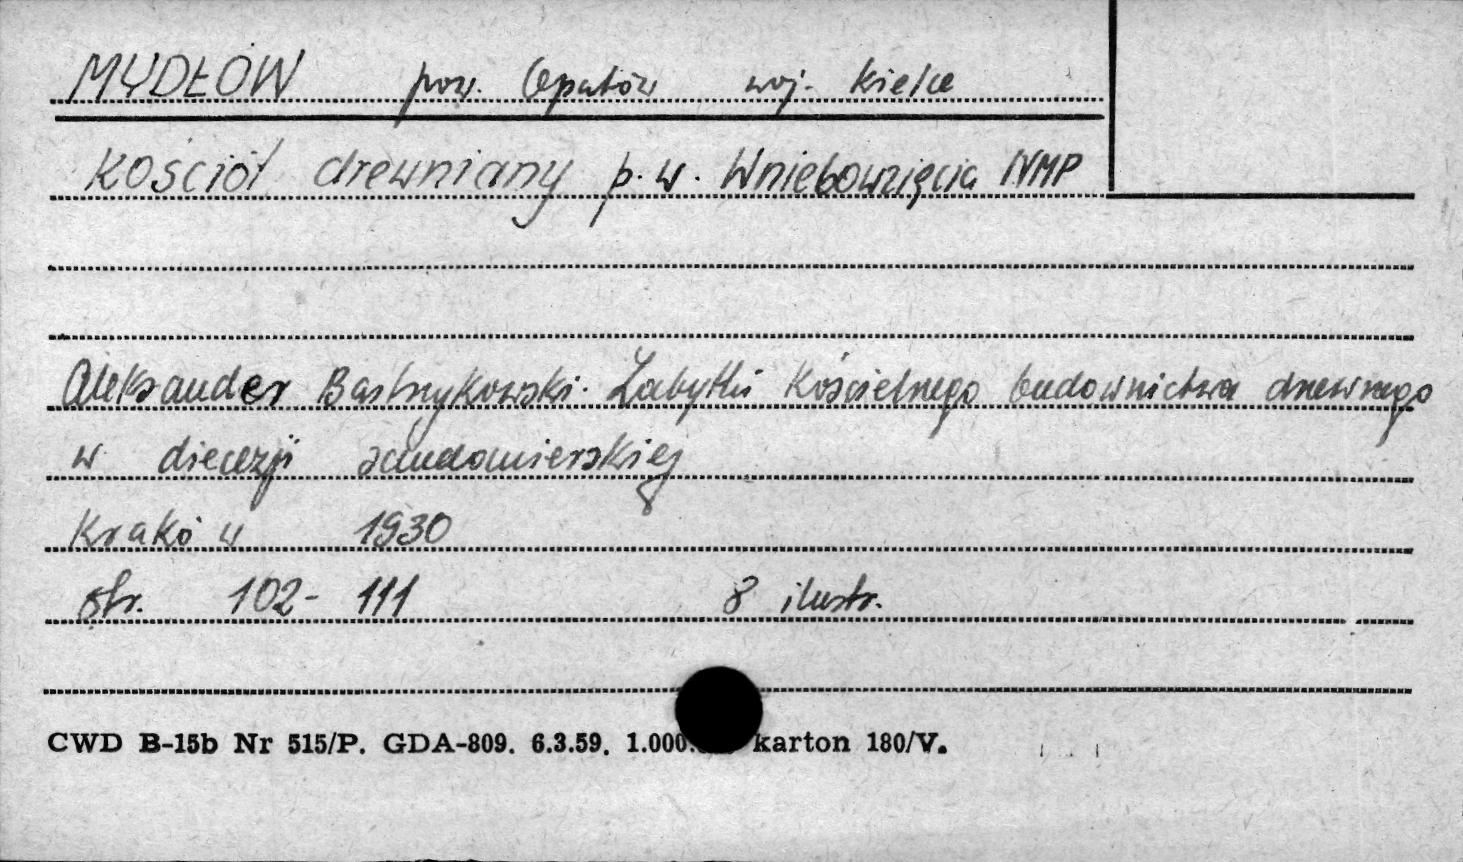 MYDŁÓW pow. Opatów woj. Kielce
Kościół drewniany p.w. Wniebowzięcia NMP
Aleksander Bastrzykowski. Zabytki Kościelnego budownictwa drewnego
w diecezji sandomierskiej
Kraków 1930
str. 102-111 8 ilustr.
CWD B-15b Nr 515/P. GDA-809. 6.3.59. 1.000. karton 180/V.